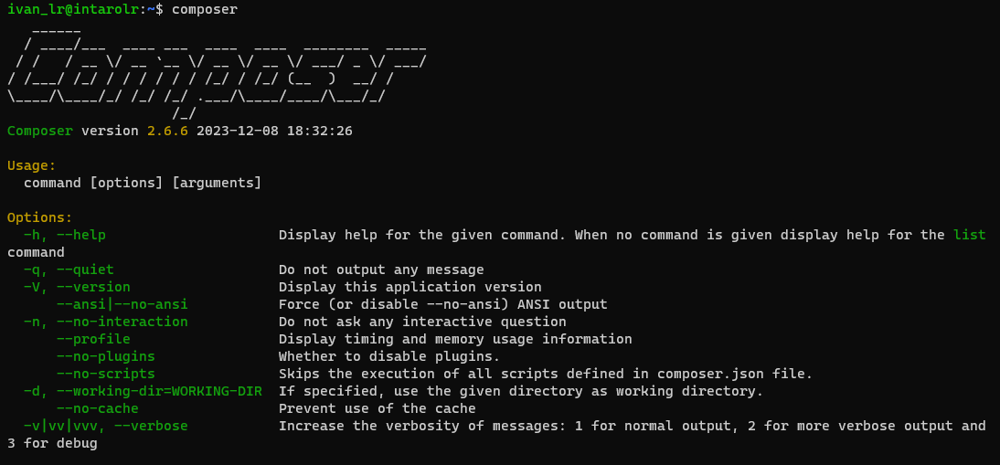 ivan_lr@intarolr:~$ composer
   ______
  / ____/___  ____ ___  ____  ____  ________  _____
 / /   / __ \/ __ `__ \/ __ \/ __ \/ ___/ _ \/ ___/
/ /___/ /_/ / / / / / / /_/ / /_/ (__  )  __/ /
\____/\____/_/ /_/ /_/ .___/\____/____/\___/_/
                    /_/
Composer version 2.6.6 2023-12-08 18:32:26

Usage:
  command [options] [arguments]

Options:
  -h, --help                     Display help for the given command. When no command is given display help for the list
command
  -q, --quiet                    Do not output any message
  -V, --version                  Display this application version
      --ansi|--no-ansi           Force (or disable --no-ansi) ANSI output
  -n, --no-interaction           Do not ask any interactive question
      --profile                  Display timing and memory usage information
      --no-plugins               Whether to disable plugins.
      --no-scripts               Skips the execution of all scripts defined in composer.json file.
  -d, --working-dir=WORKING-DIR  If specified, use the given directory as working directory.
      --no-cache                 Prevent use of the cache
  -v|vv|vvv, --verbose           Increase the verbosity of messages: 1 for normal output, 2 for more verbose output and
3 for debug